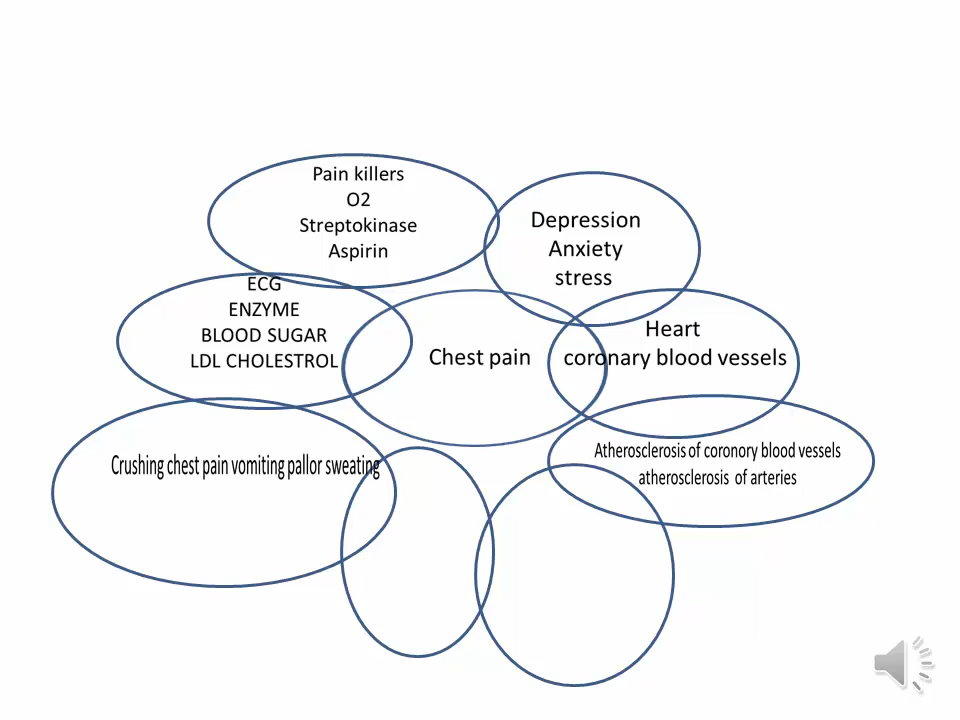 Pain killers
O2
Streptokinase
Aspirin
Depression
Anxiety
stress
ECG
ENZYME
BLOOD SUGAR
LDL CHOLESTROL
Chest pain
Heart
coronary blood vessels
Crushing chest pain vomiting pallor sweating
Atherosclerosis of coronory blood vessels
atherosclerosis of arteries